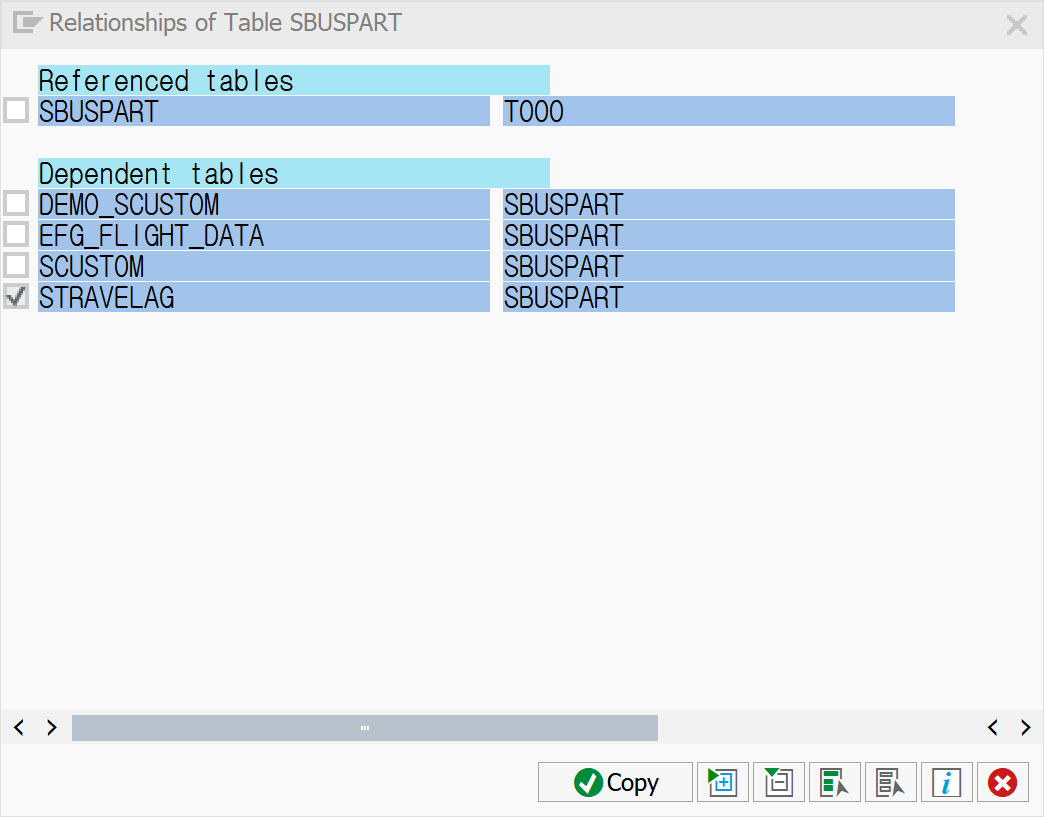 Relationships of Table SBUSPART
Referenced tables
SBUSPART T000
Dependent tables
DEMO_SCUSTOM SBUSPART
EFG_FLIGHT_DATA SBUSPART
SCUSTOM SBUSPART
STRAVELAG SBUSPART
Copy